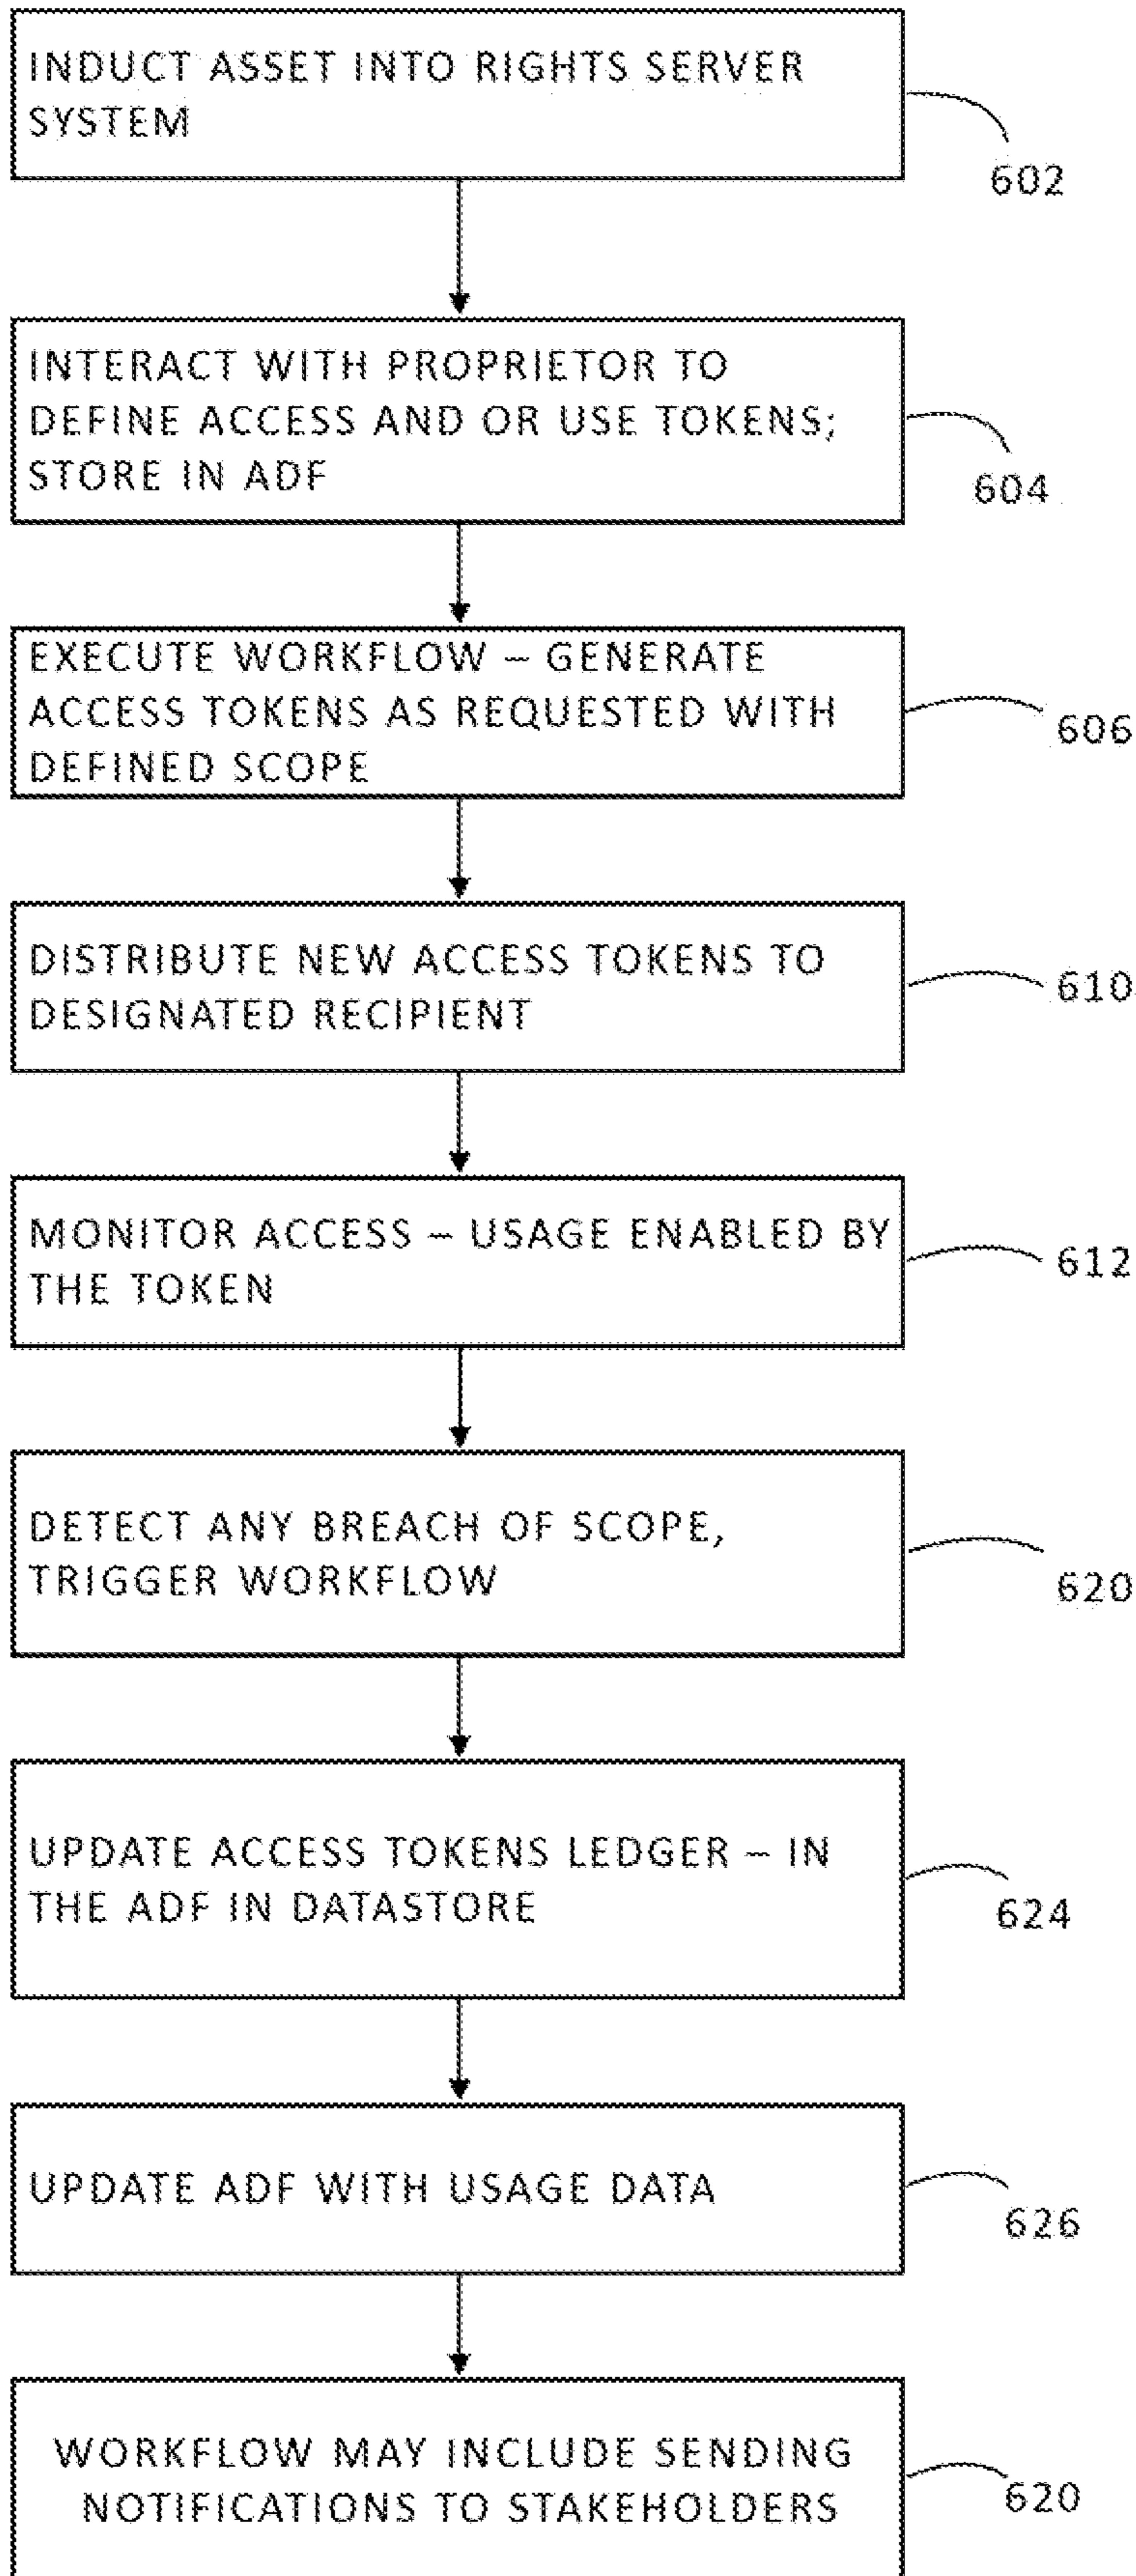 INDUCT ASSET INTO RIGHTS SERVER
SYSTEM
602
INTERACT WITH PROPRIETOR TO
DEFINE ACCESS AND OR USE TOKENS;
STORE IN ADF
604
EXECUTE WORKFLOW – GENERATE
ACCESS TOKENS AS REQUESTED WITH
DEFINED SCOPE
606
DISTRIBUTE NEW ACCESS TOKENS TO
DESIGNATED RECIPIENT
610
MONITOR ACCESS – USAGE ENABLED BY
THE TOKEN
612
DETECT ANY BREACH OF SCOPE,
TRIGGER WORKFLOW
620
UPDATE ACCESS TOKENS LEDGER – IN
THE ADF IN DATASTORE
624
UPDATE ADF WITH USAGE DATA
626
WORKFLOW MAY INCLUDE SENDING
NOTIFICATIONS TO STAKEHOLDERS
620